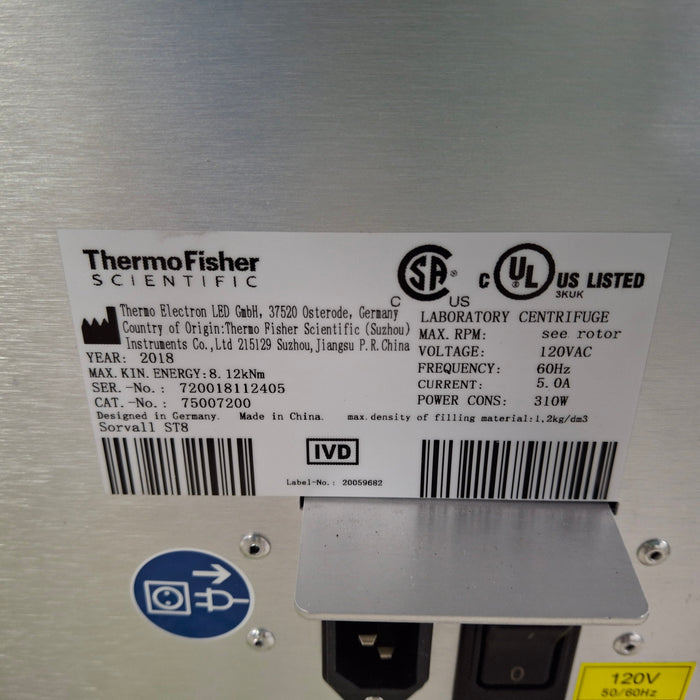 ThermoFisher
SCIENTIFIC
Thermo Electron LED GmbH, 37520 Osterode, Germany
Country of Origin:Thermo Fisher Scientific (Suzhou)
Instruments Co.,Ltd 215129 Suzhou,Jiangsu P.R.China
YEAR: 2018
MAX. KIN. ENERGY: 8.12kNm
SER. -No.: 720018112405
CAT. -No.: 75007200
Designed in Germany. Made in China. max.density of filling material:1,2kg/dm3
Sorvall ST8
C SA US ®
C UL US LISTED ®
3KUK
LABORATORY CENTRIFUGE
MAX. RPM: see rotor
VOLTAGE: 120VAC
FREQUENCY: 60Hz
CURRENT: 5.0A
POWER CONS: 310W
IVD
Label-No.: 20059682
120V
50/60Hz